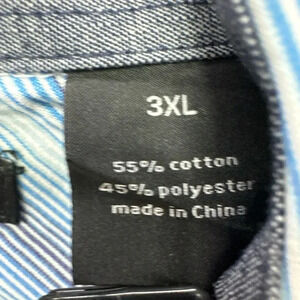 3XL
55% cotton
45% polyester
made in China